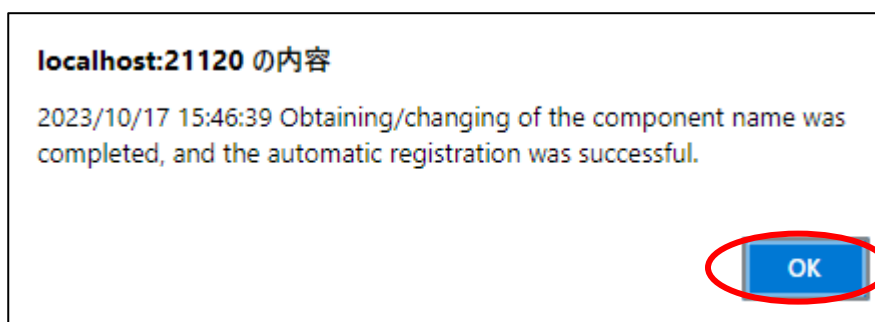 localhost:21120 の内容
2023/10/17 15:46:39 Obtaining/changing of the component name was
completed, and the automatic registration was successful.
OK